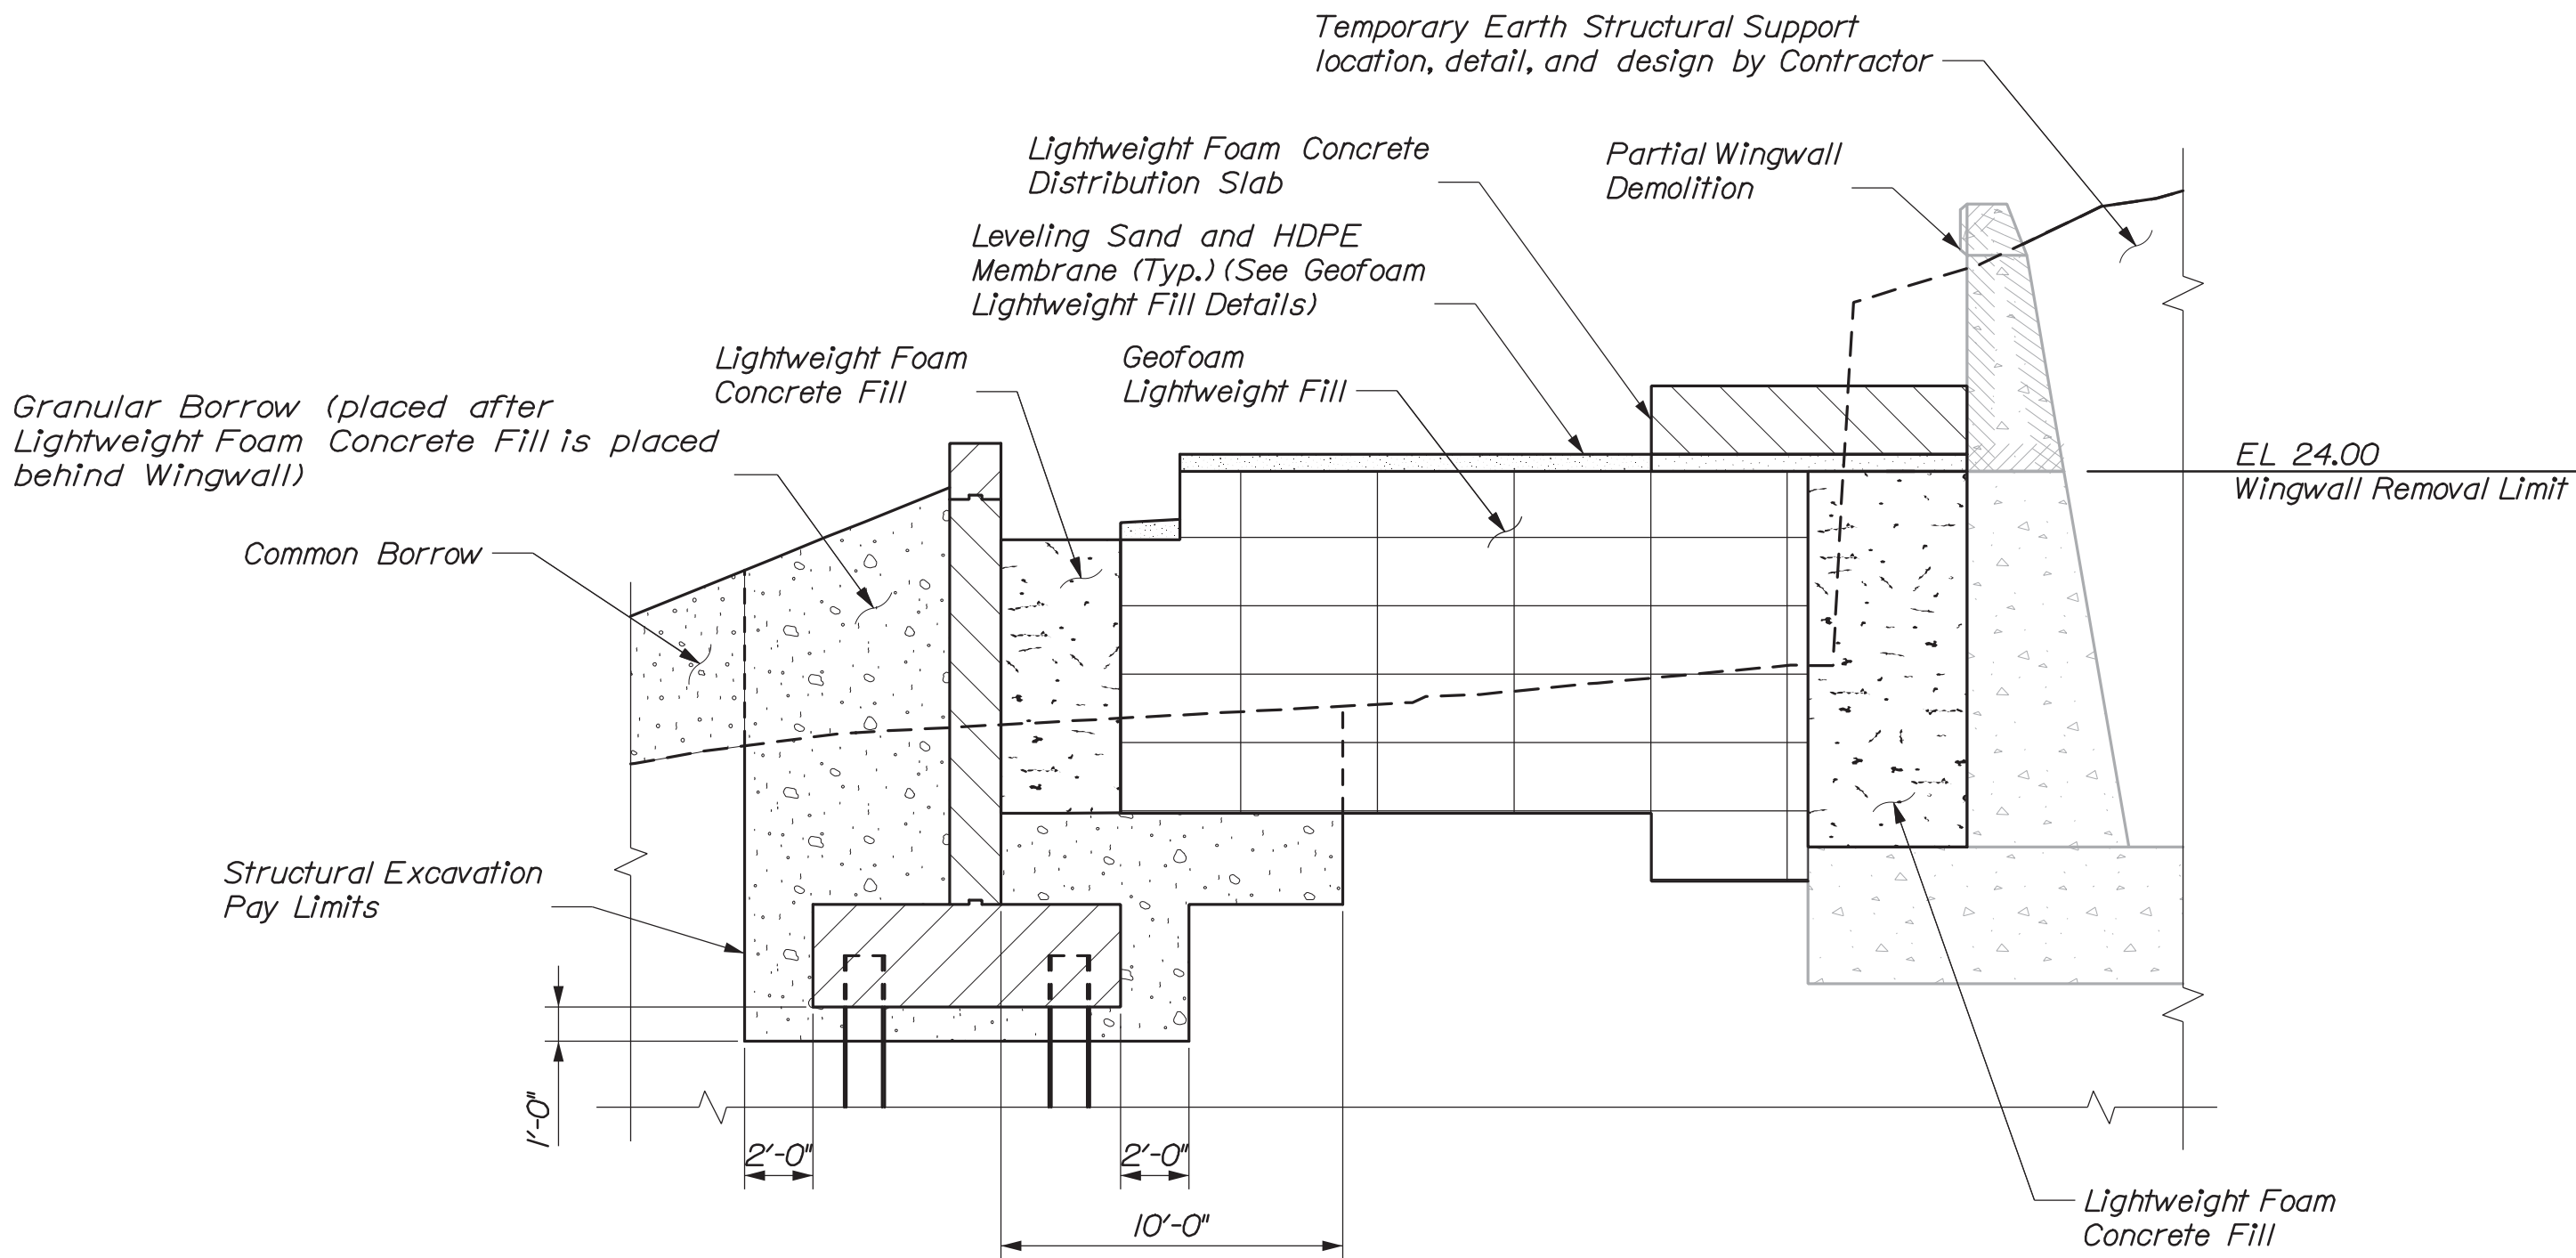 Temporary Earth Structural Support
location, detail, and design by Contractor
Lightweight Foam Concrete
Distribution Slab
Partial Wingwall
Demolition
Leveling Sand and HDPE
Membrane (Typ.) (See Geofoam
Lightweight Fill Details)
Lightweight Foam
Concrete Fill
Geofoam
Lightweight Fill
Granular Borrow (placed after
Lightweight Foam Concrete Fill is placed
behind Wingwall)
EL 24.00
Wingwall Removal Limit
Common Borrow
Structural Excavation
Pay Limits
1'-0"
2'-0"
2'-0"
10'-0"
Lightweight Foam
Concrete Fill